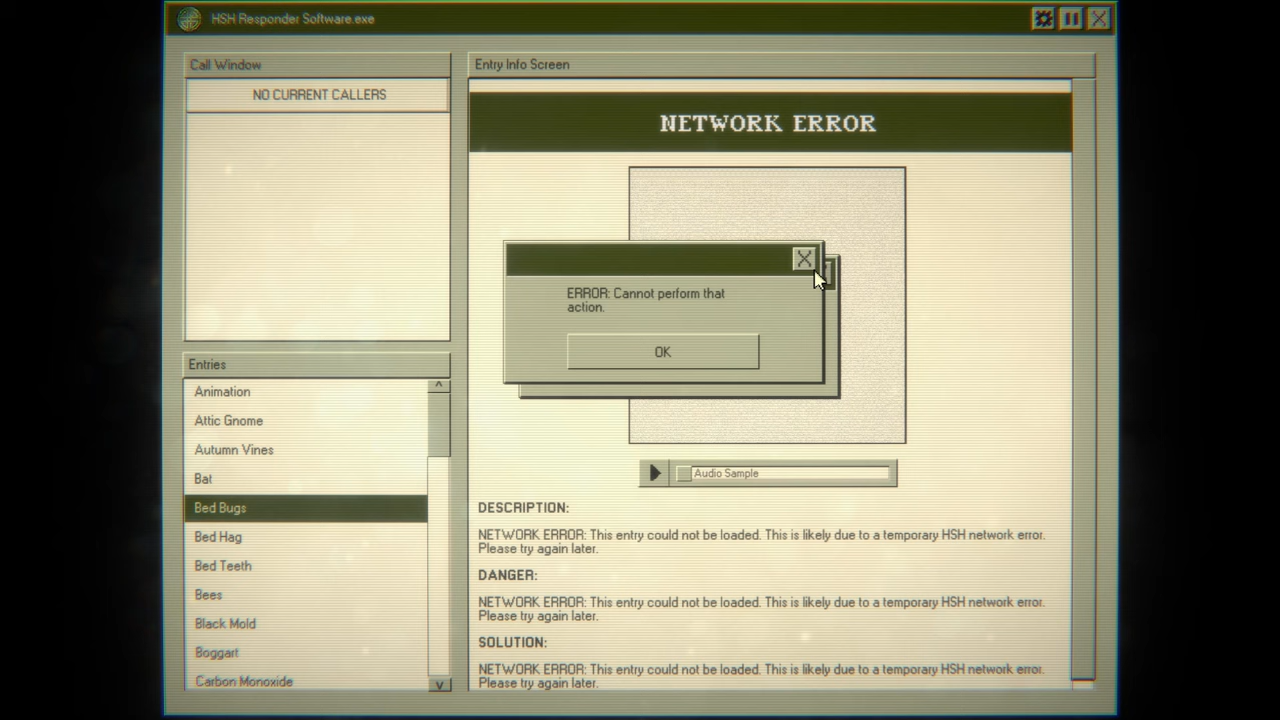 HSH Responder Software.exe
Call Window
NO CURRENT CALLERS
Entries
Animation
Attic Gnome
Autumn Vines
Bat
Bed Bugs
Bed Hag
Bed Teeth
Bees
Black Mold
Boggart
Carbon Monoxide
Entry Info Screen
NETWORK ERROR
ERROR: Cannot perform that
action.
OK
Audio Sample
DESCRIPTION:
NETWORK ERROR: This entry could not be loaded. This is likely due to a temporary HSH network error.
Please try again later.
DANGER:
NETWORK ERROR: This entry could not be loaded. This is likely due to a temporary HSH network error.
Please try again later.
SOLUTION:
NETWORK ERROR: This entry could not be loaded. This is likely due to a temporary HSH network error.
Please try again later.